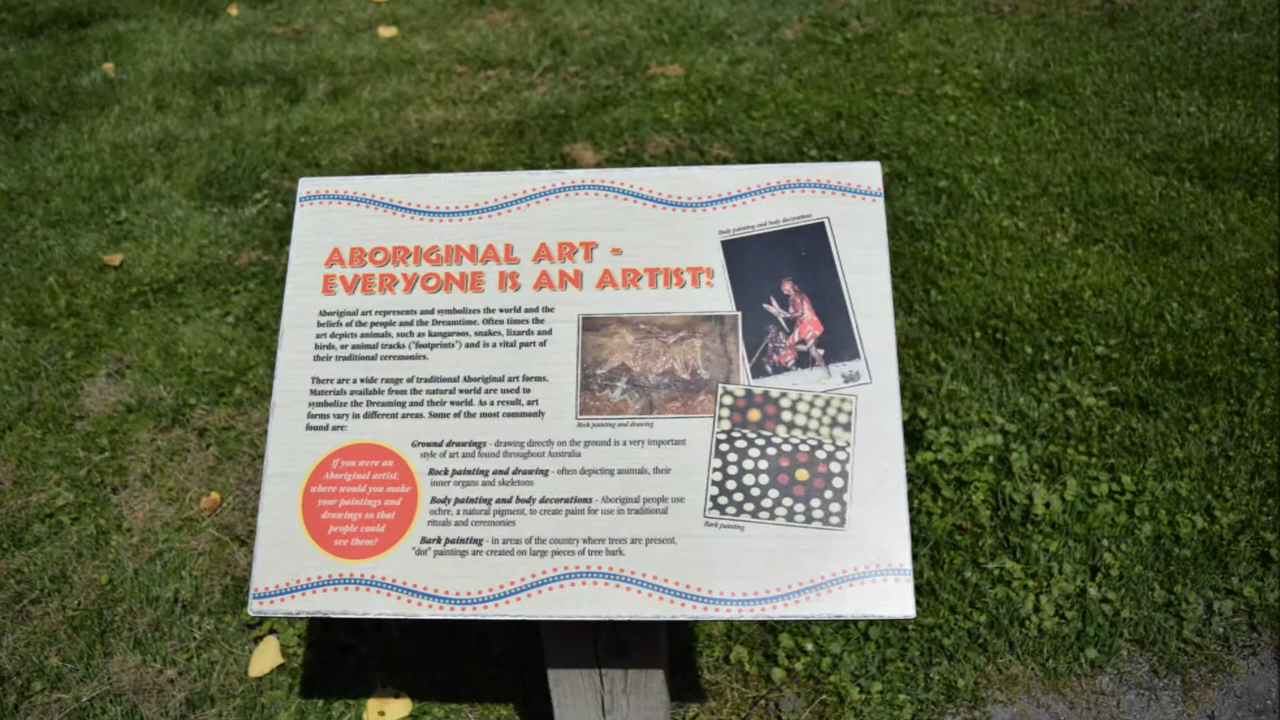 ABORIGINAL ART -
EVERYONE IS AN ARTIST!
Aboriginal art represents and symbolizes the world and the
beliefs of the people and the Dreamtime. Often times the
art depicts animals, such as kangaroos, snakes, lizards and
birds, or animal tracks ("footprints") and is a vital part of
their traditional ceremonies.
There are a wide range of traditional Aboriginal art forms.
Materials available from the natural world are used to
symbolize the Dreaming and their world. As a result, art
forms vary in different areas. Some of the most commonly
found are:
Ground drawings - drawing directly on the ground is a very important
style of art and found throughout Australia
Rock painting and drawing - often depicting animals, their
inner organs and skeletons
Body painting and body decorations - Aboriginal people use
ochre, a natural pigment, to create paint for use in traditional
rituals and ceremonies
Bark painting - in areas of the country where trees are present,
"dot" paintings are created on large pieces of tree bark.
If you were an
Aboriginal artist,
where would you make
your paintings and
drawings so that
people could
see them?
Body painting and body decorations
Rock painting and drawing
Bark painting